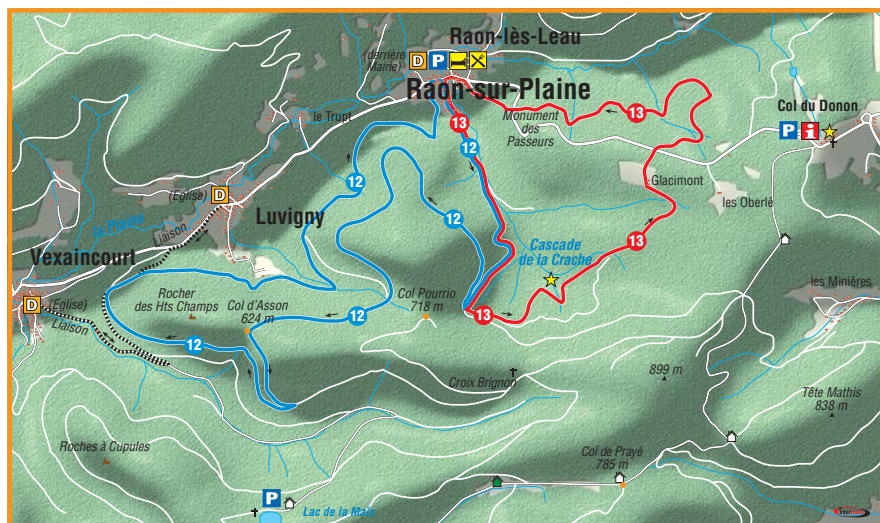 Raon-lès-Leau
D P
(derrière
Mairie)
Raon-sur-Plaine
13
12
le Trupt
Monument
des
Passeurs
13
Col du Donon
P i
12
Glacimont
(Eglise) D
les Oberlé
12
la Plaine
Liaison
Luvigny
13
Vexaincourt
Cascade
de la Crache
D (Eglise)
Liaison
Rocher
des Hts Champs
Col d'Asson
624 m
Col Pourrio
718 m
12
13
les Minières
12
Croix Brignon
899 m
Tête Mathis
838 m
Roches à Cupules
Col de Prayé
785 m
P
Lac de la Maix